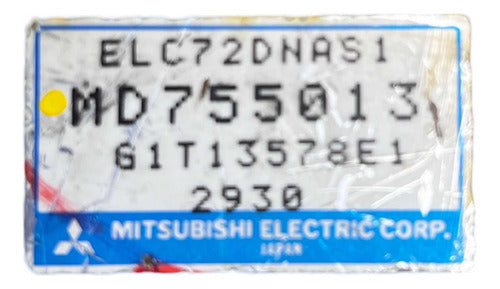 ELC72DNAS1
MD755013
G1T13578E1
2930
MITSUBISHI ELECTRIC CORP.
JAPAN